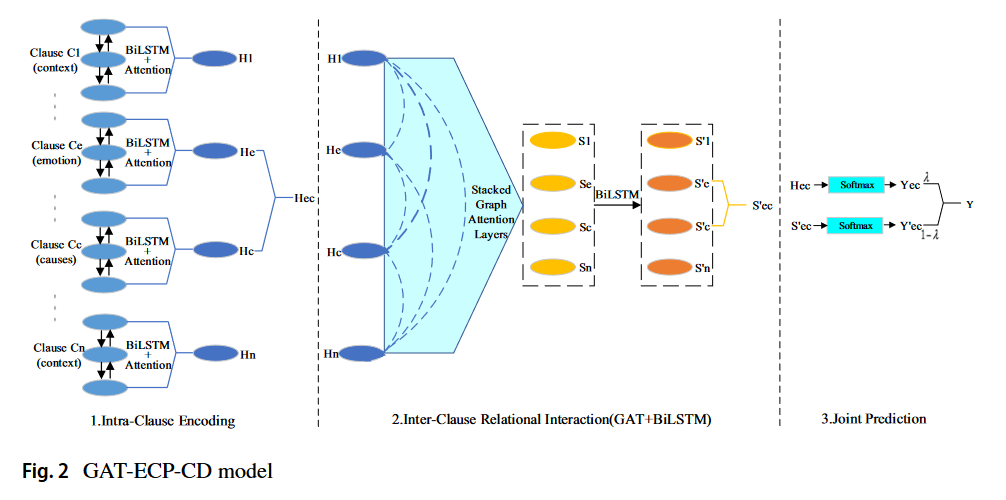 Clause C1
(context)
BiLSTM
+
Attention
H1
Clause Ce
(emotion)
BiLSTM
+
Attention
He
Hec
Clause Cc
(causes)
BiLSTM
+
Attention
Hc
Clause Cn
(context)
BiLSTM
+
Attention
Hn
1.Intra-Clause Encoding
H1
He
Hc
Hn
Stacked
Graph
Attention
Layers
S1
Se
Sc
Sn
BiLSTM
S'1
S'c
S'c
S'n
S'ec
2.Inter-Clause Relational Interaction(GAT+BiLSTM)
Hec
Softmax
Yec
λ
S'ec
Softmax
Y'ec
1-λ
Y
3.Joint Prediction
Fig. 2 GAT-ECP-CD model